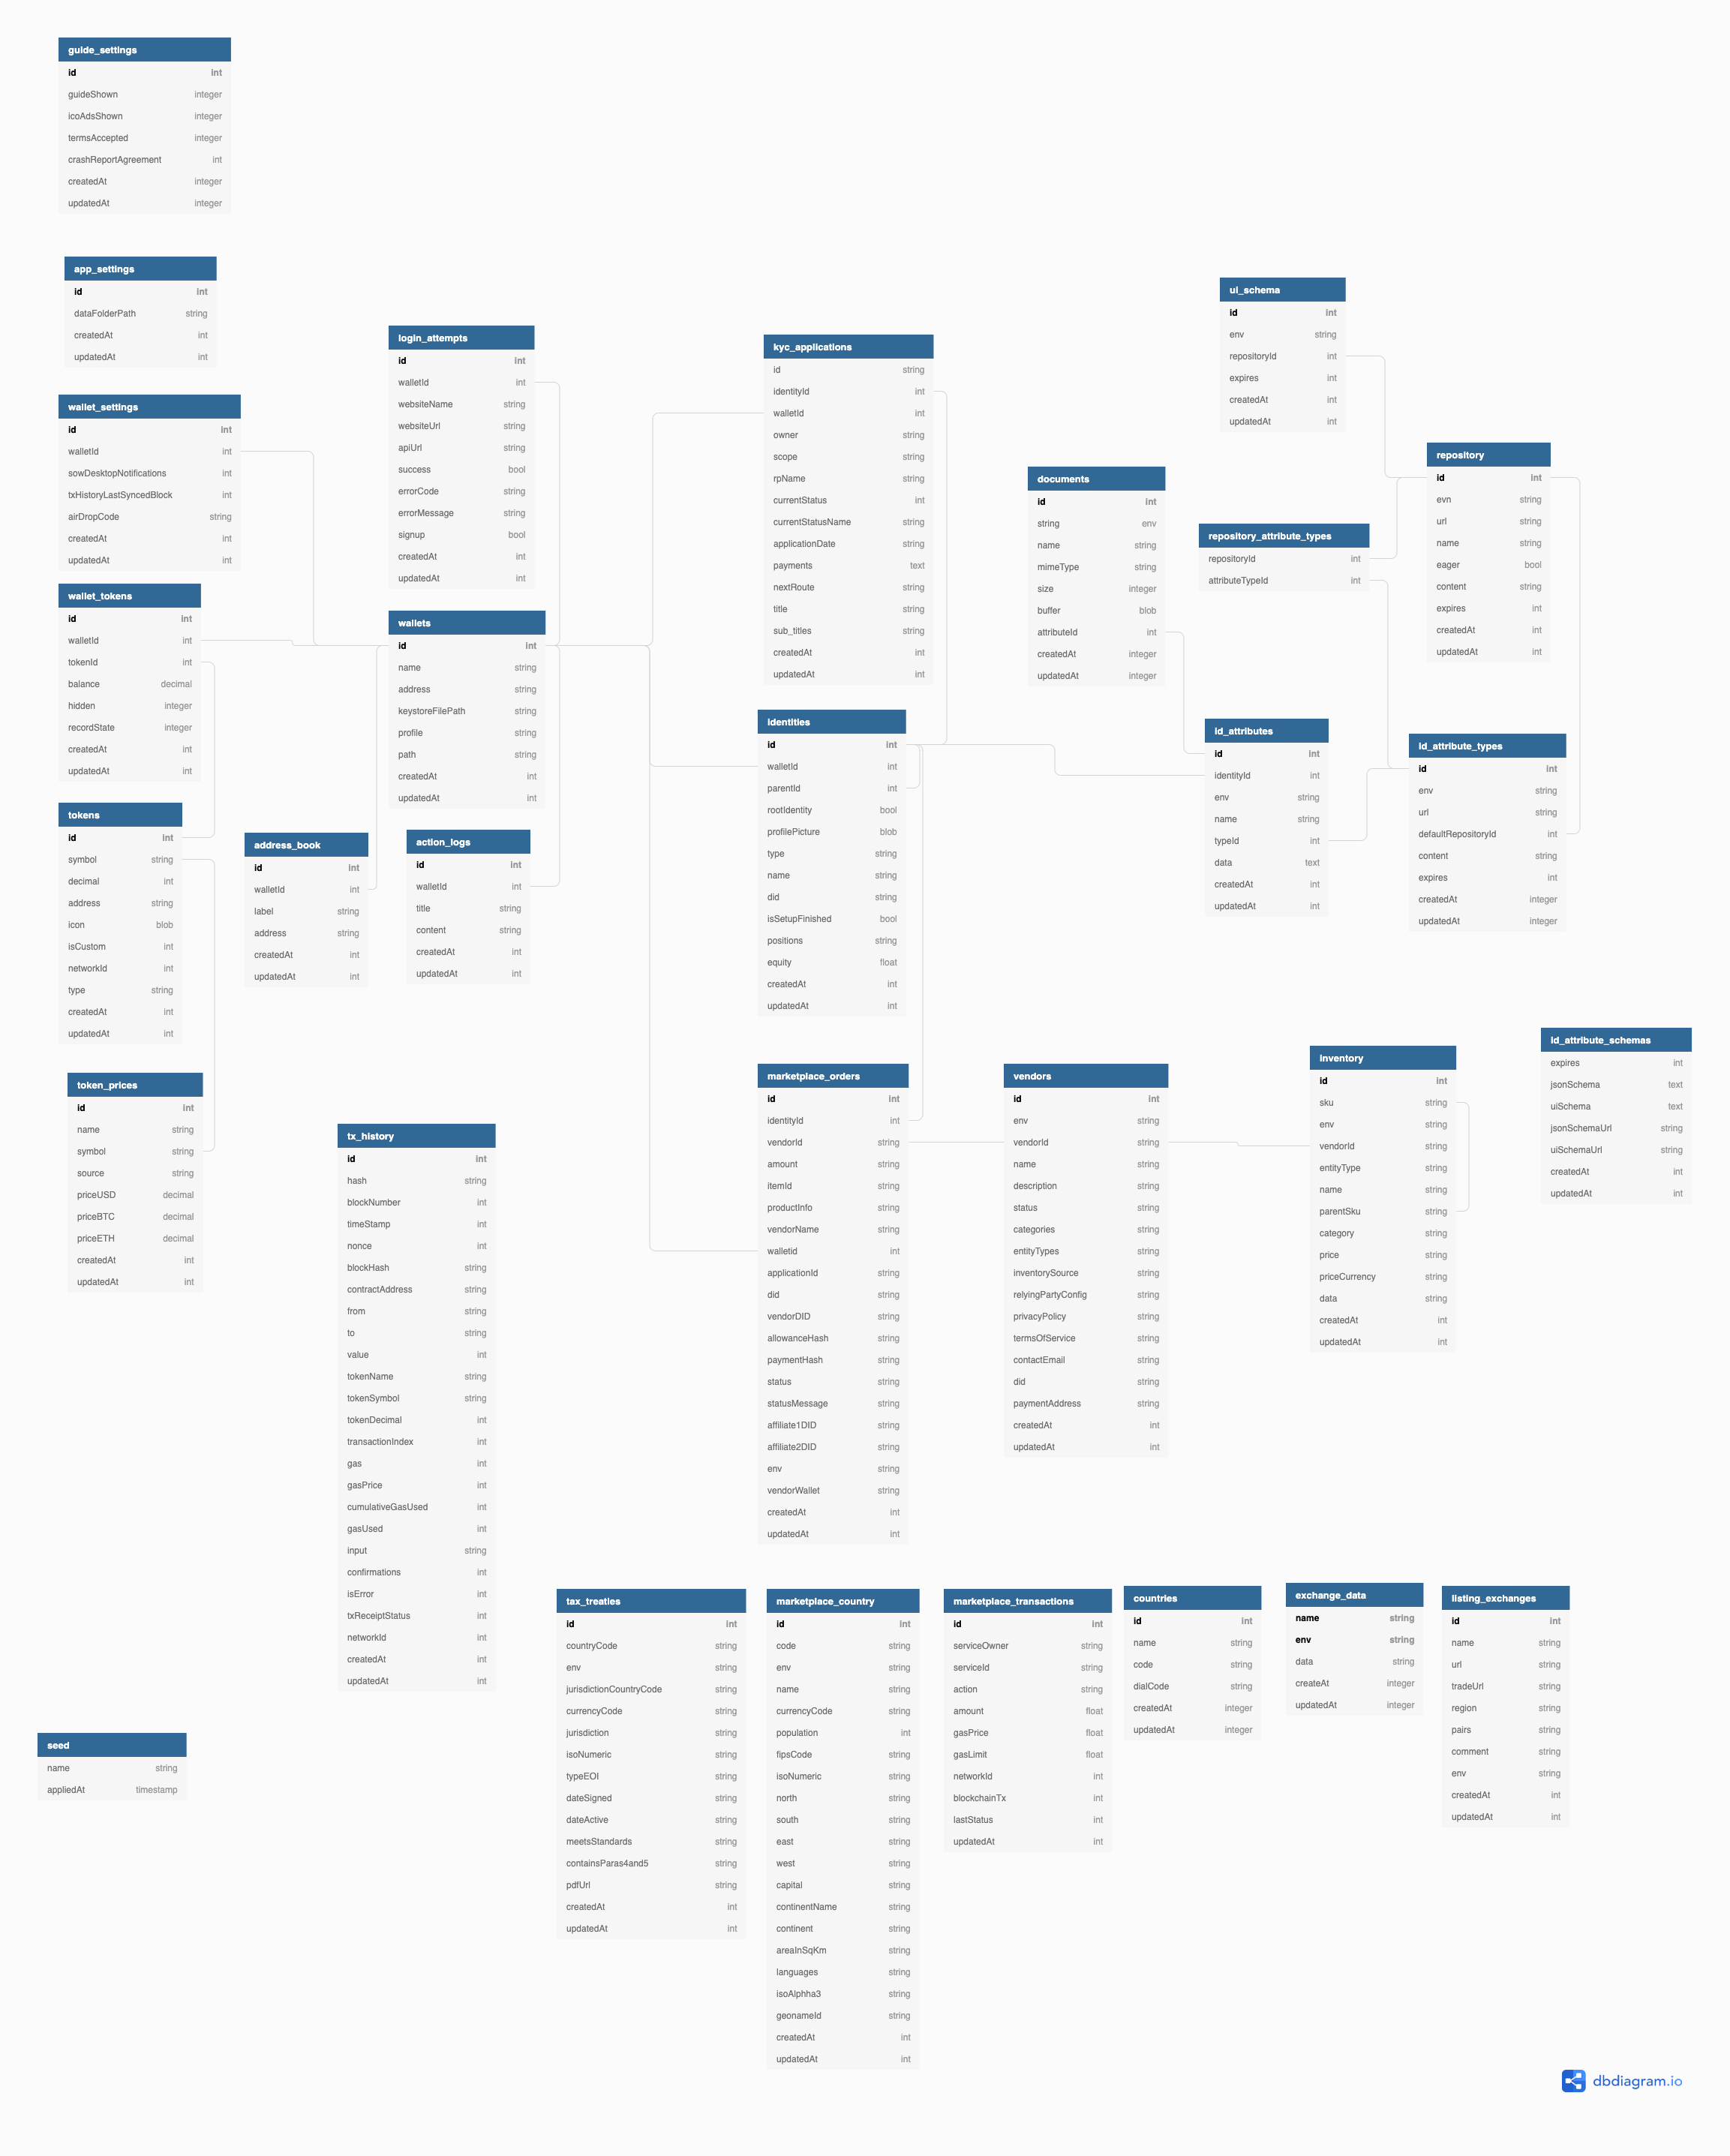 guide_settings
id int
guideShown integer
icoAdsShown integer
termsAccepted integer
crashReportAgreement int
createdAt integer
updatedAt integer
app_settings
id int
dataFolderPath string
createdAt int
updatedAt int
wallet_settings
id int
walletId int
sowDesktopNotifications int
txHistoryLastSyncedBlock int
airDropCode string
createdAt int
updatedAt int
wallet_tokens
id int
walletId int
tokenId int
balance decimal
hidden integer
recordState integer
createdAt int
updatedAt int
tokens
id int
symbol string
decimal int
address string
icon blob
isCustom int
networkId int
type string
createdAt int
updatedAt int
token_prices
id int
name string
symbol string
source string
priceUSD decimal
priceBTC decimal
priceETH decimal
createdAt int
updatedAt int
login_attempts
id int
walletId int
websiteName string
websiteUrl string
apiUrl string
success bool
errorCode string
errorMessage string
signup bool
createdAt int
updatedAt int
wallets
id int
name string
address string
keystoreFilePath string
profile string
path string
createdAt int
updatedAt int
address_book
id int
walletId int
label string
address string
createdAt int
updatedAt int
action_logs
id int
walletId int
title string
content string
createdAt int
updatedAt int
tx_history
id int
hash string
blockNumber int
timeStamp int
nonce int
blockHash string
contractAddress string
from string
to string
value int
tokenName string
tokenSymbol string
tokenDecimal int
transactionIndex int
gas int
gasPrice int
cumulativeGasUsed int
gasUsed int
input string
confirmations int
isError int
txReceiptStatus int
networkId int
createdAt int
updatedAt int
kyc_applications
id string
identityId int
walletId int
owner string
scope string
rpName string
currentStatus int
currentStatusName string
applicationDate string
payments text
nextRoute string
title string
sub_titles string
createdAt int
updatedAt int
identities
id int
walletId int
parentId int
rootIdentity bool
profilePicture blob
type string
name string
did string
isSetupFinished bool
positions string
equity float
createdAt int
updatedAt int
marketplace_orders
id int
identityId int
vendorId string
amount string
itemId string
productInfo string
vendorName string
walletid int
applicationId string
did string
vendorDID string
allowanceHash string
paymentHash string
status string
statusMessage string
affiliate1DID string
affiliate2DID string
env string
vendorWallet string
createdAt int
updatedAt int
documents
id int
string env
name string
mimeType string
size integer
buffer blob
attributeId int
createdAt integer
updatedAt integer
ui_schema
id int
env string
repositoryId int
expires int
createdAt int
updatedAt int
repository_attribute_types
repositoryId int
attributeTypeId int
repository
id int
evn string
url string
name string
eager bool
content string
expires int
createdAt int
updatedAt int
id_attributes
id int
identityId int
env string
name string
typeId int
data text
createdAt int
updatedAt int
id_attribute_types
id int
env string
url string
defaultRepositoryId int
content string
expires int
createdAt integer
updatedAt integer
vendors
id int
env string
vendorId string
name string
description string
status string
categories string
entityTypes string
inventorySource string
relyingPartyConfig string
privacyPolicy string
termsOfService string
contactEmail string
did string
paymentAddress string
createdAt int
updatedAt int
inventory
id int
sku string
env string
vendorId string
entityType string
name string
parentSku string
category string
price string
priceCurrency string
data string
createdAt int
updatedAt int
id_attribute_schemas
expires int
jsonSchema text
uiSchema text
jsonSchemaUrl string
uiSchemaUrl string
createdAt int
updatedAt int
seed
name string
appliedAt timestamp
tax_treaties
id int
countryCode string
env string
jurisdictionCountryCode string
currencyCode string
jurisdiction string
isoNumeric string
typeEOI string
dateSigned string
dateActive string
meetsStandards string
containsParas4and5 string
pdfUrl string
createdAt int
updatedAt int
marketplace_country
id int
code string
env string
name string
currencyCode string
population int
fipsCode string
isoNumeric string
north string
south string
east string
west string
capital string
continentName string
continent string
areaInSqKm string
languages string
isoAlphha3 string
geonameId string
createdAt int
updatedAt int
marketplace_transactions
id int
serviceOwner string
serviceId string
action string
amount float
gasPrice float
gasLimit float
networkId int
blockchainTx int
lastStatus int
updatedAt int
countries
id int
name string
code string
dialCode string
createdAt integer
updatedAt integer
exchange_data
name string
env string
data string
createAt integer
updatedAt integer
listing_exchanges
id int
name string
url string
tradeUrl string
region string
pairs string
comment string
env string
createdAt int
updatedAt int
dbdiagram.io